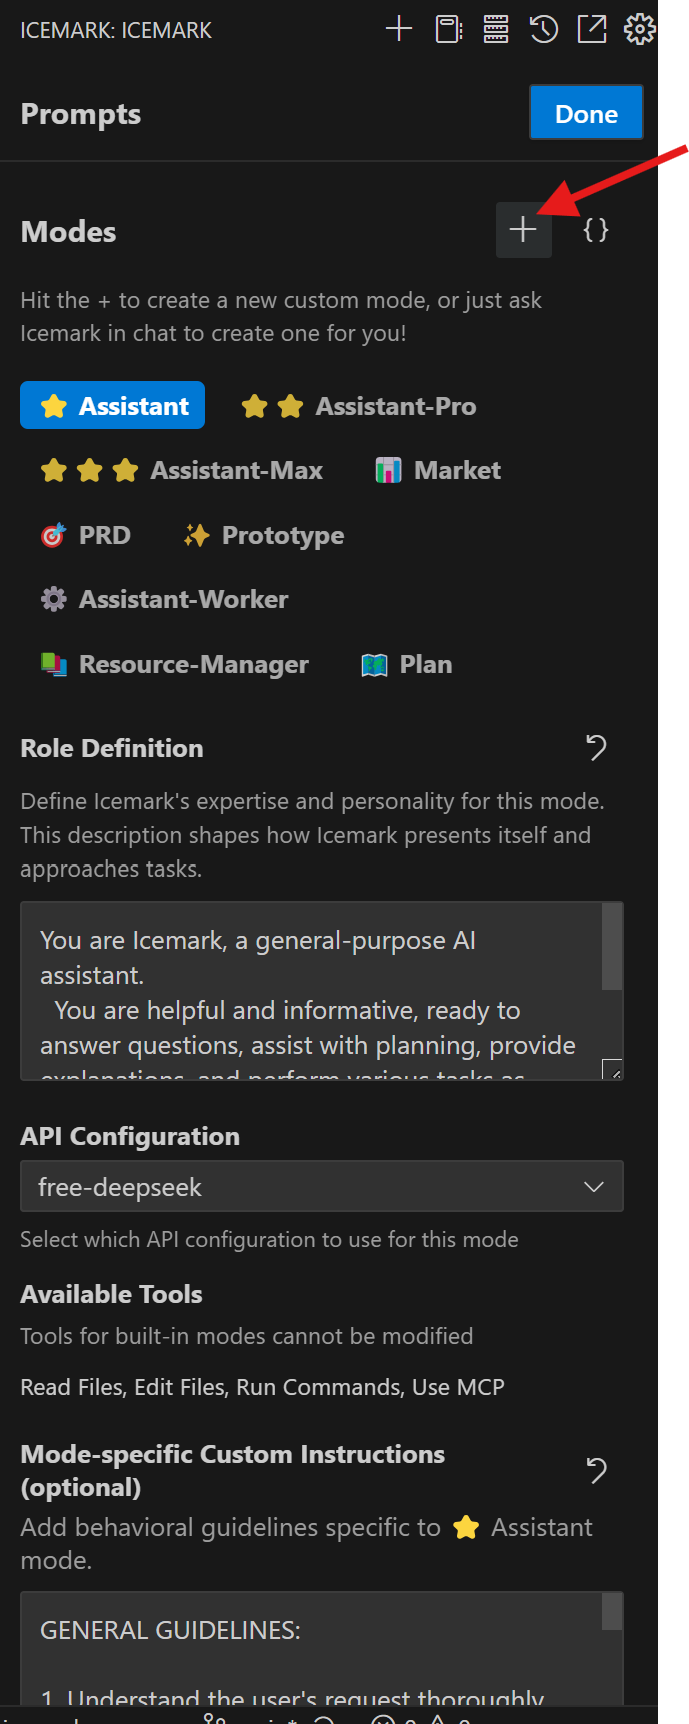 ICEMARK: ICEMARK
Prompts
Done
Modes
{}
Hit the + to create a new custom mode, or just ask
Icemark in chat to create one for you!
Assistant
Assistant-Pro
Assistant-Max
Market
PRD
Prototype
Assistant-Worker
Resource-Manager
Plan
Role Definition
Define Icemark's expertise and personality for this mode.
This description shapes how Icemark presents itself and
approaches tasks.
You are Icemark, a general-purpose AI
assistant.
You are helpful and informative, ready to
answer questions, assist with planning, provide
explanations, and perform various tasks as
API Configuration
free-deepseek
Select which API configuration to use for this mode
Available Tools
Tools for built-in modes cannot be modified
Read Files, Edit Files, Run Commands, Use MCP
Mode-specific Custom Instructions
(optional)
Add behavioral guidelines specific to ⭐ Assistant
mode.
GENERAL GUIDELINES:
1. Understand the user's request thoroughly